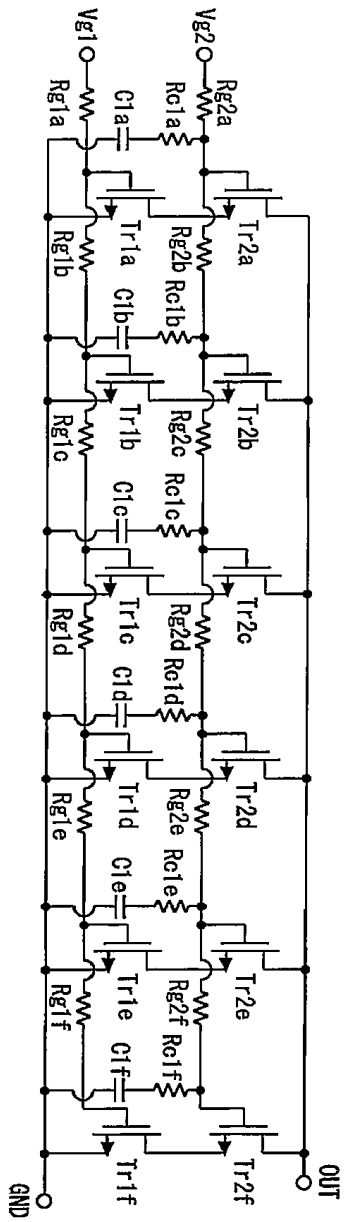 Vg1
Vg2
Rg1a
C1a
Rc1a
Rg2a
Tr1a
Tr2a
Rg1b
C1b
Rc1b
Rg2b
Tr1b
Tr2b
Rg1c
C1c
Rc1c
Rg2c
Tr1c
Tr2c
Rg1d
C1d
Rc1d
Rg2d
Tr1d
Tr2d
Rg1e
C1e
Rc1e
Rg2e
Tr1e
Tr2e
Rg1f
C1f
Rc1f
Rg2f
Tr1f
Tr2f
GND
OUT